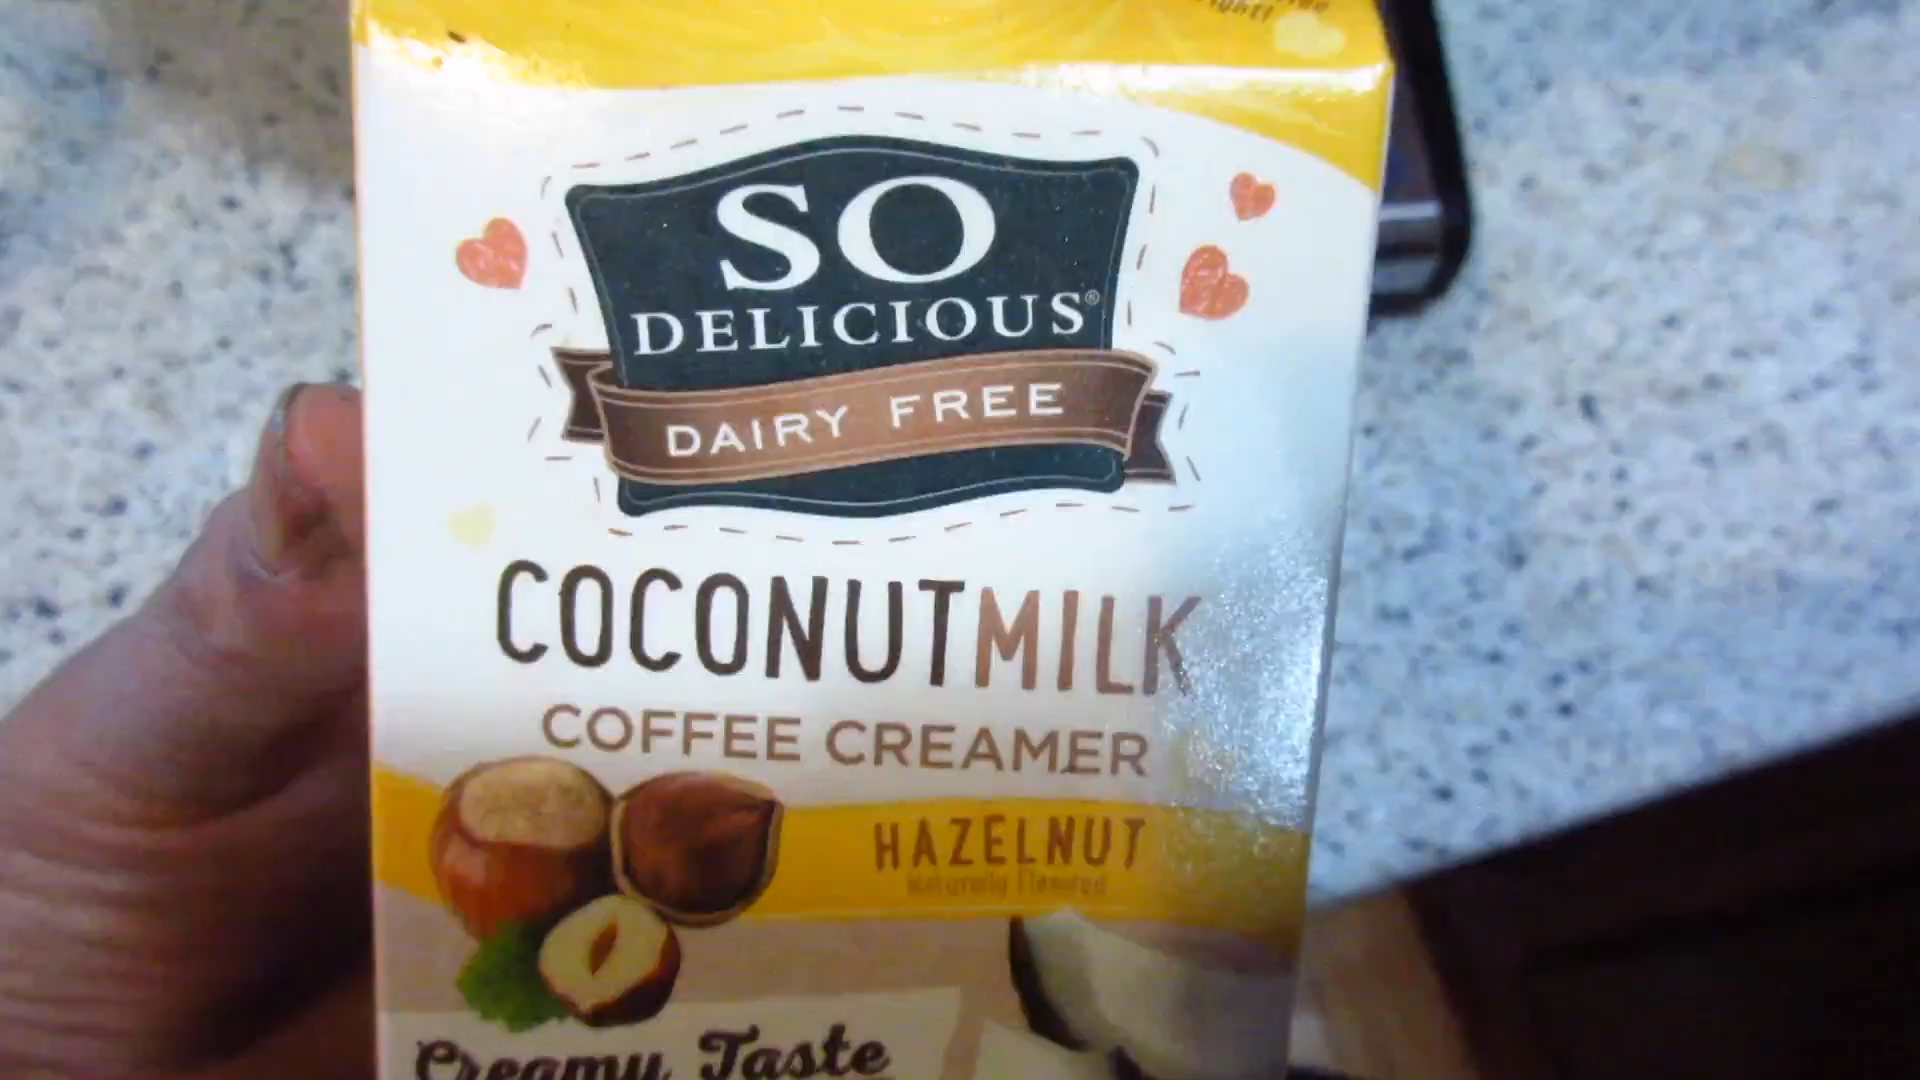 SO
DELICIOUS®
DAIRY FREE
COCONUTMILK
COFFEE CREAMER
HAZELNUT
Naturally Flavored
Creamy Taste